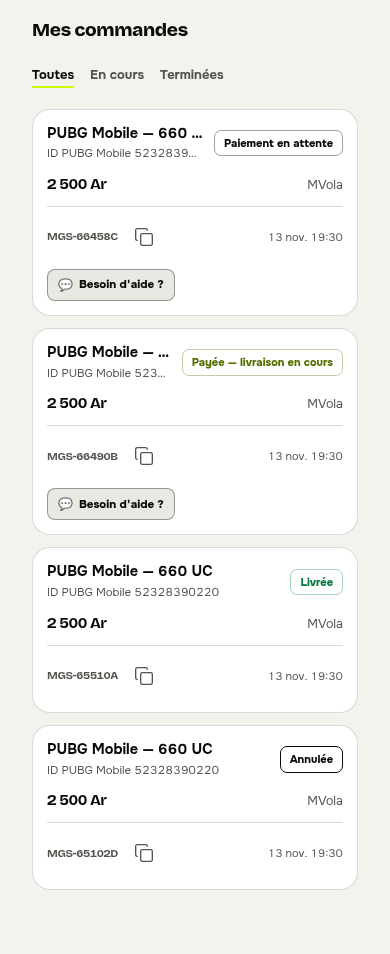 Mes commandes
Toutes En cours Terminées
PUBG Mobile — 660 ... Paiement en attente
ID PUBG Mobile 5232839...
2 500 Ar MVola
MGS-66458C 13 nov. 19:30
💬 Besoin d'aide ?
PUBG Mobile — ... Payée — livraison en cours
ID PUBG Mobile 523...
2 500 Ar MVola
MGS-66490B 13 nov. 19:30
💬 Besoin d'aide ?
PUBG Mobile — 660 UC Livrée
ID PUBG Mobile 52328390220
2 500 Ar MVola
MGS-65510A 13 nov. 19:30
PUBG Mobile — 660 UC Annulée
ID PUBG Mobile 52328390220
2 500 Ar MVola
MGS-65102D 13 nov. 19:30